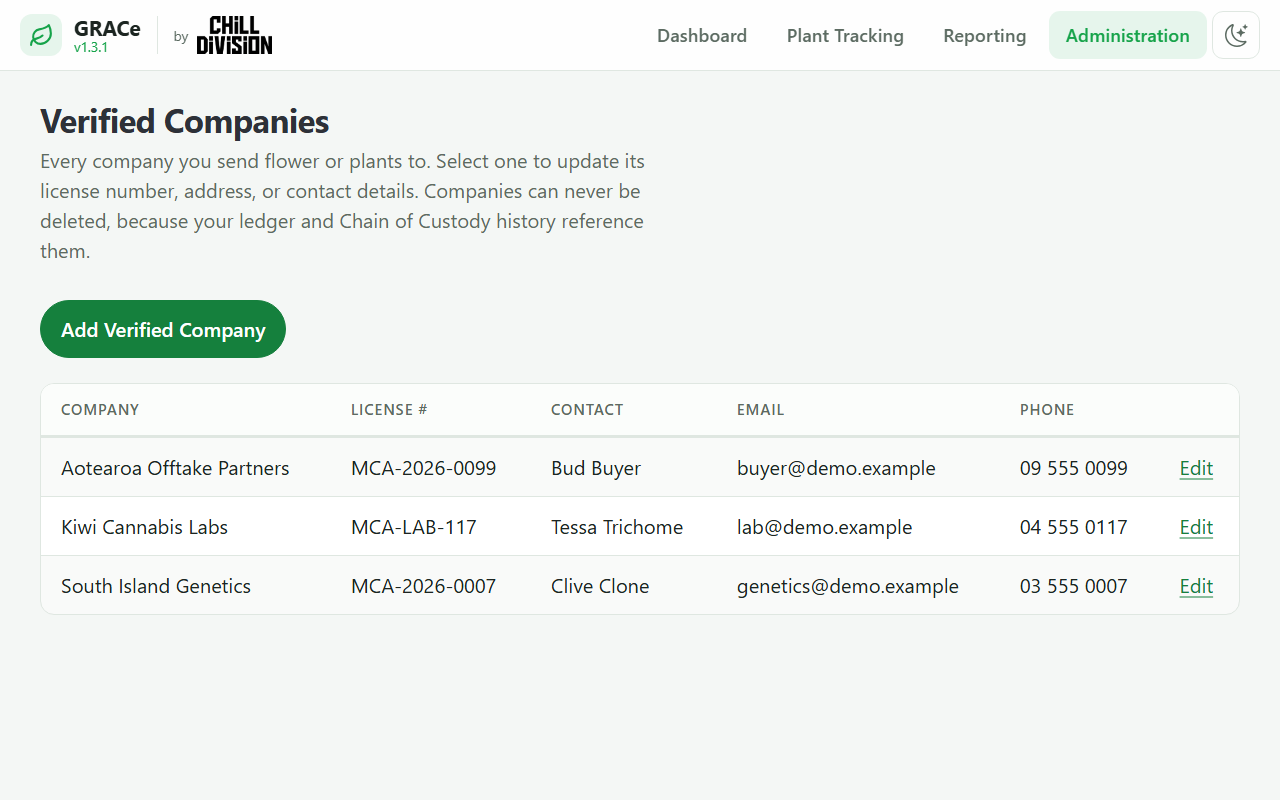 GRACe
v1.3.1
by
CHILL
DIVISION
Dashboard
Plant Tracking
Reporting
Administration
Verified Companies
Every company you send flower or plants to. Select one to update its
license number, address, or contact details. Companies can never be
deleted, because your ledger and Chain of Custody history reference
them.
Add Verified Company
COMPANY LICENSE # CONTACT EMAIL PHONE
Aotearoa Offtake Partners MCA-2026-0099 Bud Buyer buyer@demo.example 09 555 0099 Edit
Kiwi Cannabis Labs MCA-LAB-117 Tessa Trichome lab@demo.example 04 555 0117 Edit
South Island Genetics MCA-2026-0007 Clive Clone genetics@demo.example 03 555 0007 Edit